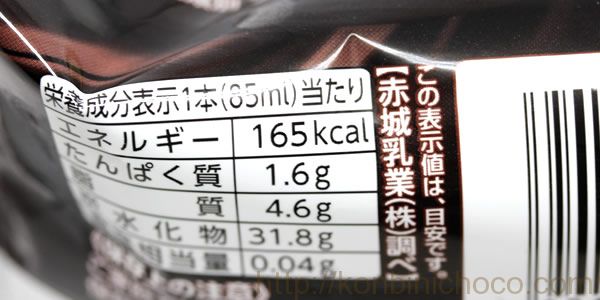 栄養成分表示1本(85ml)当たり
エネルギー 165kcal
たんぱく質 1.6g
質 4.6g
水化物 31.8g
相当量 0.04g
この表示値は、目安です。
【赤城乳業(株)調べ
http://konbinichoco.com